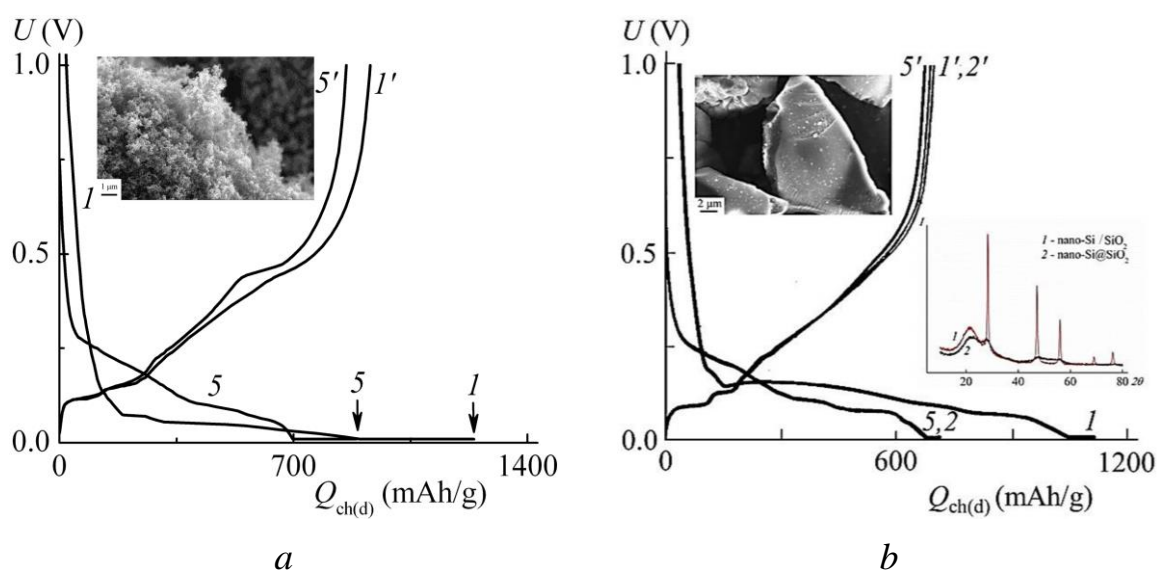 U (V)
1.0
0.5
0.0
0
700
1400
Q_ch(d) (mAh/g)
1 µm
1
5' 1'
5
5
1
a
U (V)
1.0
0.5
0.0
0
600
1200
Q_ch(d) (mAh/g)
2 µm
5' 1',2'
5,2
1
I
1 - nano-Si / SiO₂
2 - nano-Si@SiO₂
1
2
20 40 60 80 2θ
b